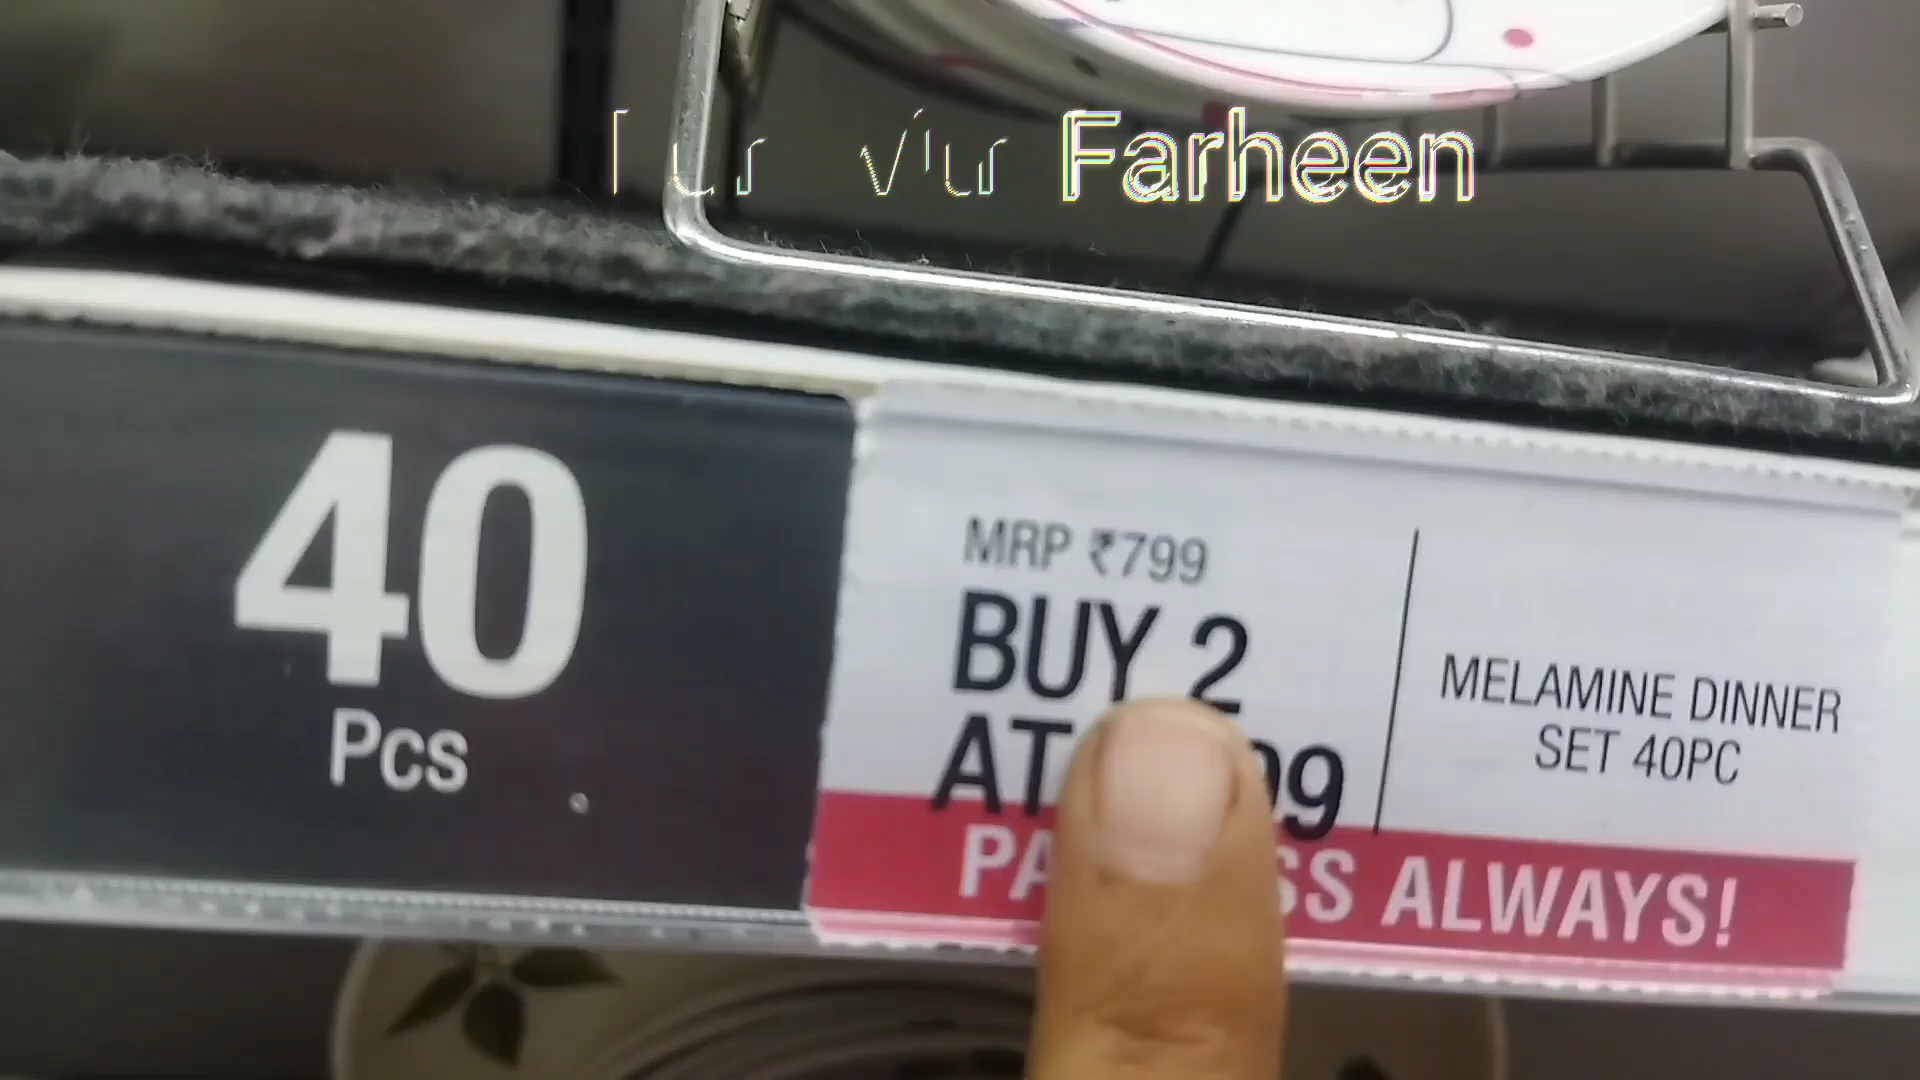 Farheen
40
Pcs
MRP ₹799
BUY 2
AT
MELAMINE DINNER
SET 40PC
ALWAYS!